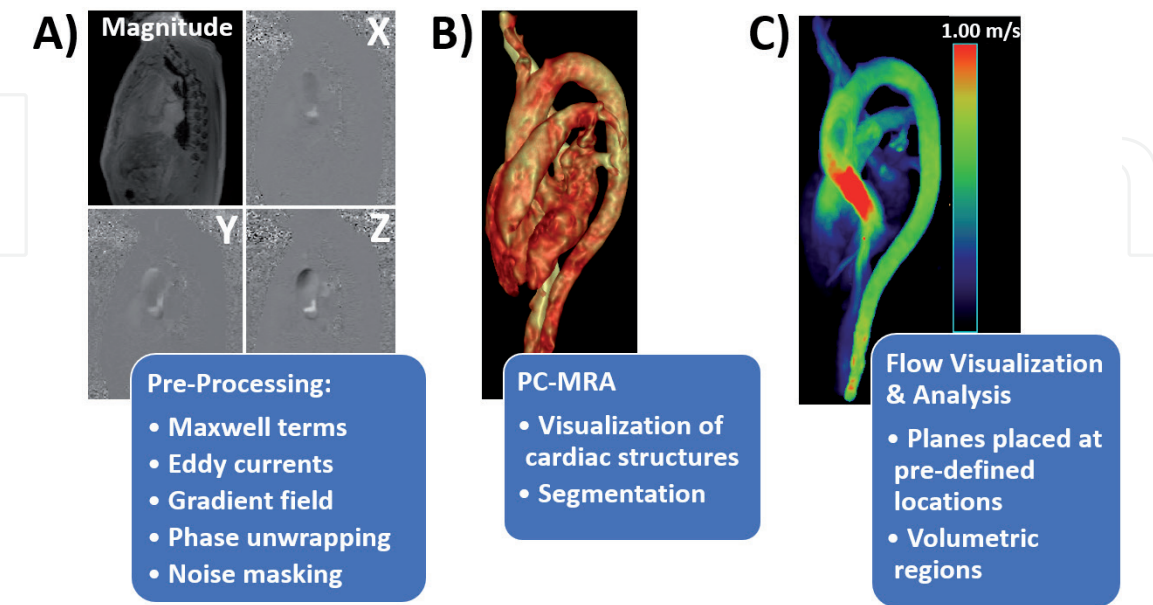 A)
Magnitude
X
Y
Z
Pre-Processing:
• Maxwell terms
• Eddy currents
• Gradient field
• Phase unwrapping
• Noise masking
B)
PC-MRA
• Visualization of
cardiac structures
• Segmentation
C)
1.00 m/s
Flow Visualization
& Analysis
• Planes placed at
pre-defined
locations
• Volumetric
regions